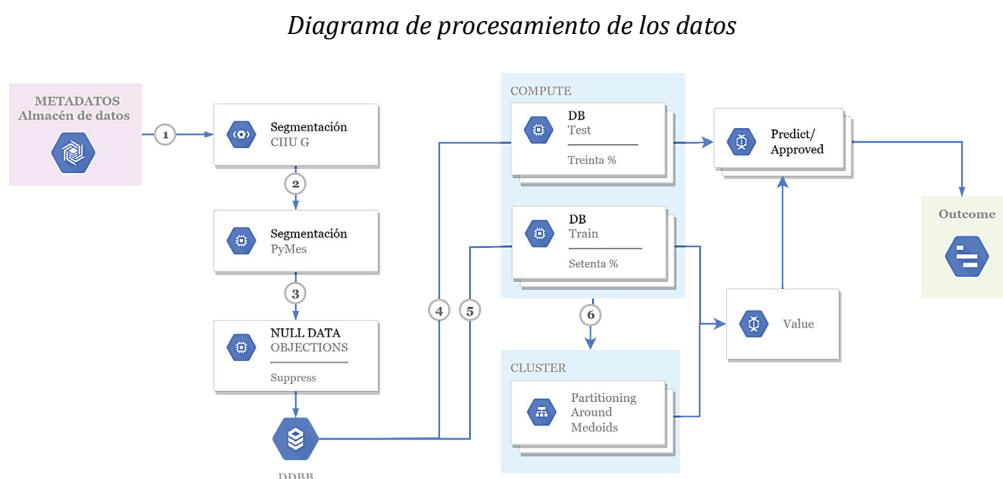 Diagrama de procesamiento de los datos
METADATOS
Almacén de datos
1
Segmentación
CIIU G
2
Segmentación
PyMes
3
NULL DATA
OBJECTIONS
Suppress
DDBB
4
5
COMPUTE
DB
Test
Treinta %
DB
Train
Setenta %
6
CLUSTER
Partitioning
Around
Medoids
Predict/
Approved
Value
Outcome